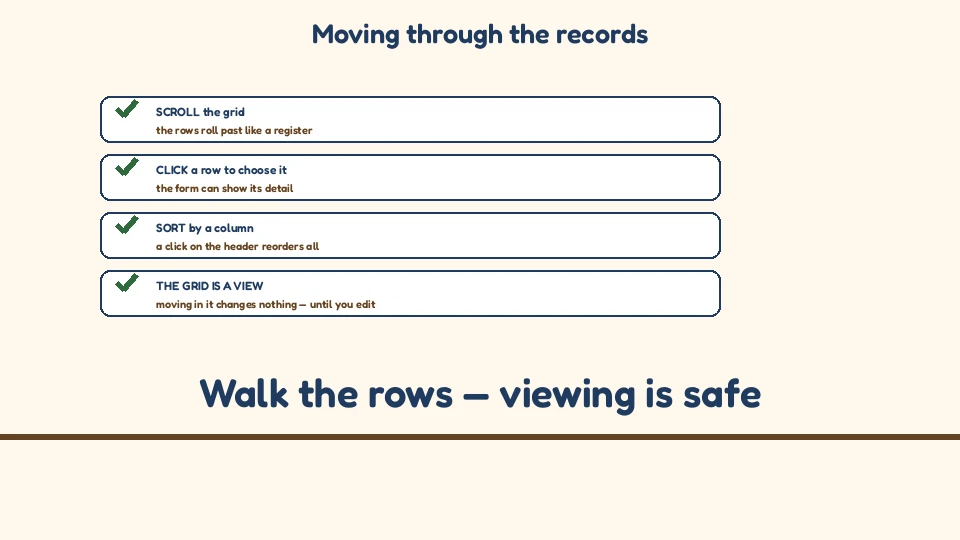 Moving through the records
SCROLL the grid
the rows roll past like a register
CLICK a row to choose it
the form can show its detail
SORT by a column
a click on the header reorders all
THE GRID IS A VIEW
moving in it changes nothing — until you edit
Walk the rows — viewing is safe